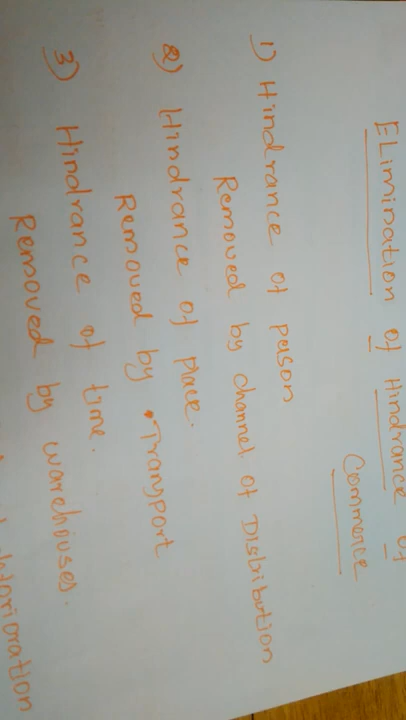 ELimination of Hindrance of
Commerce
1) Hindrance of person
Removed by channel of Distribution
2) Hindrance of place.
Removed by Transport
3) Hindrance of time.
Removed by warehouses.